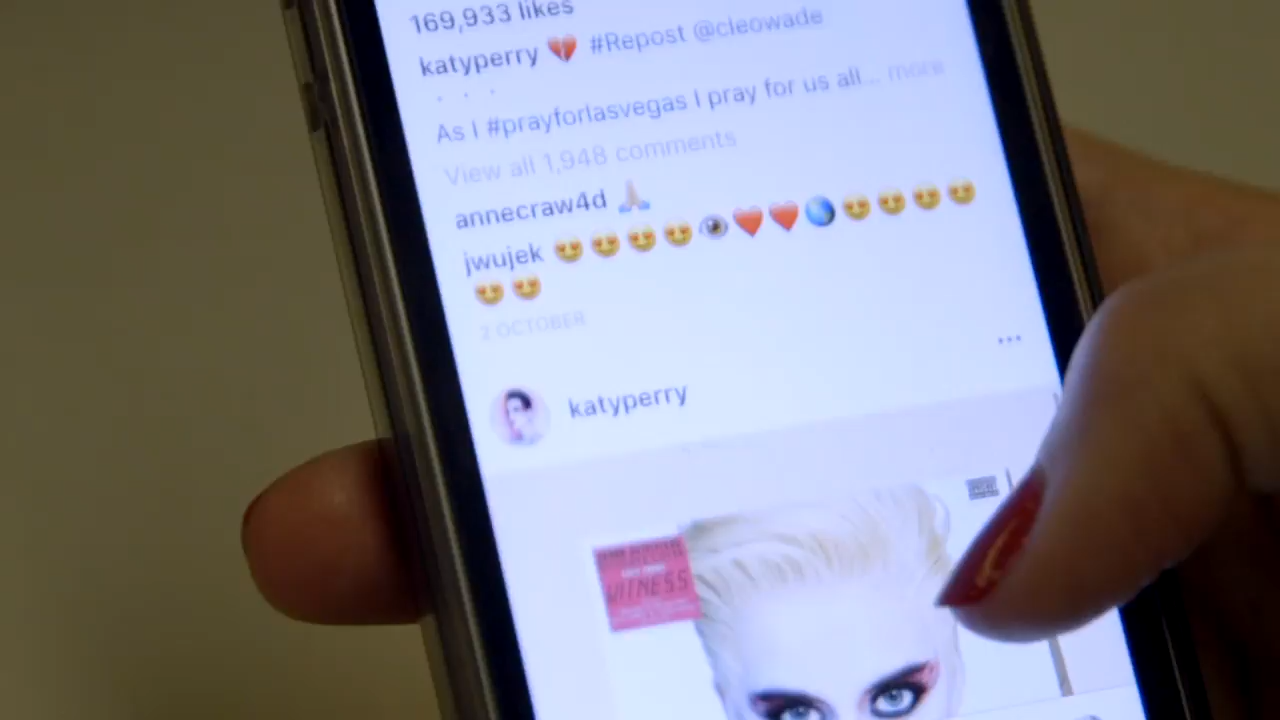 169,933 likes
katyperry 💔 #Repost @cleowade
. . .
As I #prayforlasvegas I pray for us all... more
View all 1,948 comments
annecraw4d 🙏🏼
jwujek 😍😍😍😍👁❤️❤️🌎😍😍😍😍
😍😍
2 OCTOBER
...
katyperry
WITNESS